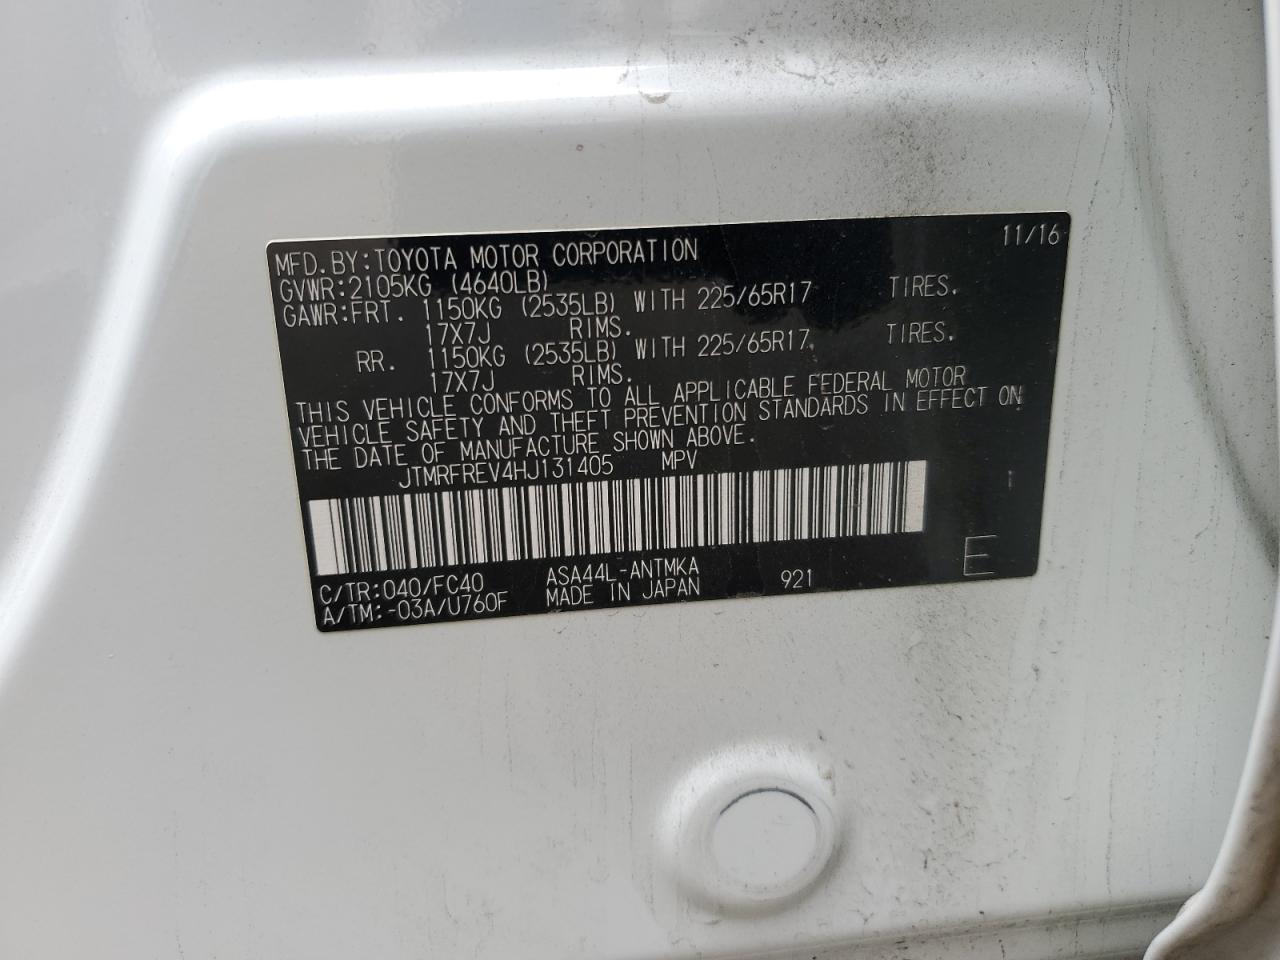 MFD.BY:TOYOTA MOTOR CORPORATION 11/16
GVWR:2105KG (4640LB)
GAWR:FRT. 1150KG (2535LB) WITH 225/65R17 TIRES.
17X7J RIMS.
RR. 1150KG (2535LB) WITH 225/65R17, TIRES.
17X7J RIMS.
THIS VEHICLE CONFORMS TO ALL APPLICABLE FEDERAL MOTOR
VEHICLE SAFETY AND THEFT PREVENTION STANDARDS IN EFFECT ON
THE DATE OF MANUFACTURE SHOWN ABOVE.
JTMRFREV4HJ131405 MPV
C/TR:040/FC40 ASA44L-ANTMKA 921 E
A/TM:-03A/U760F MADE IN JAPAN